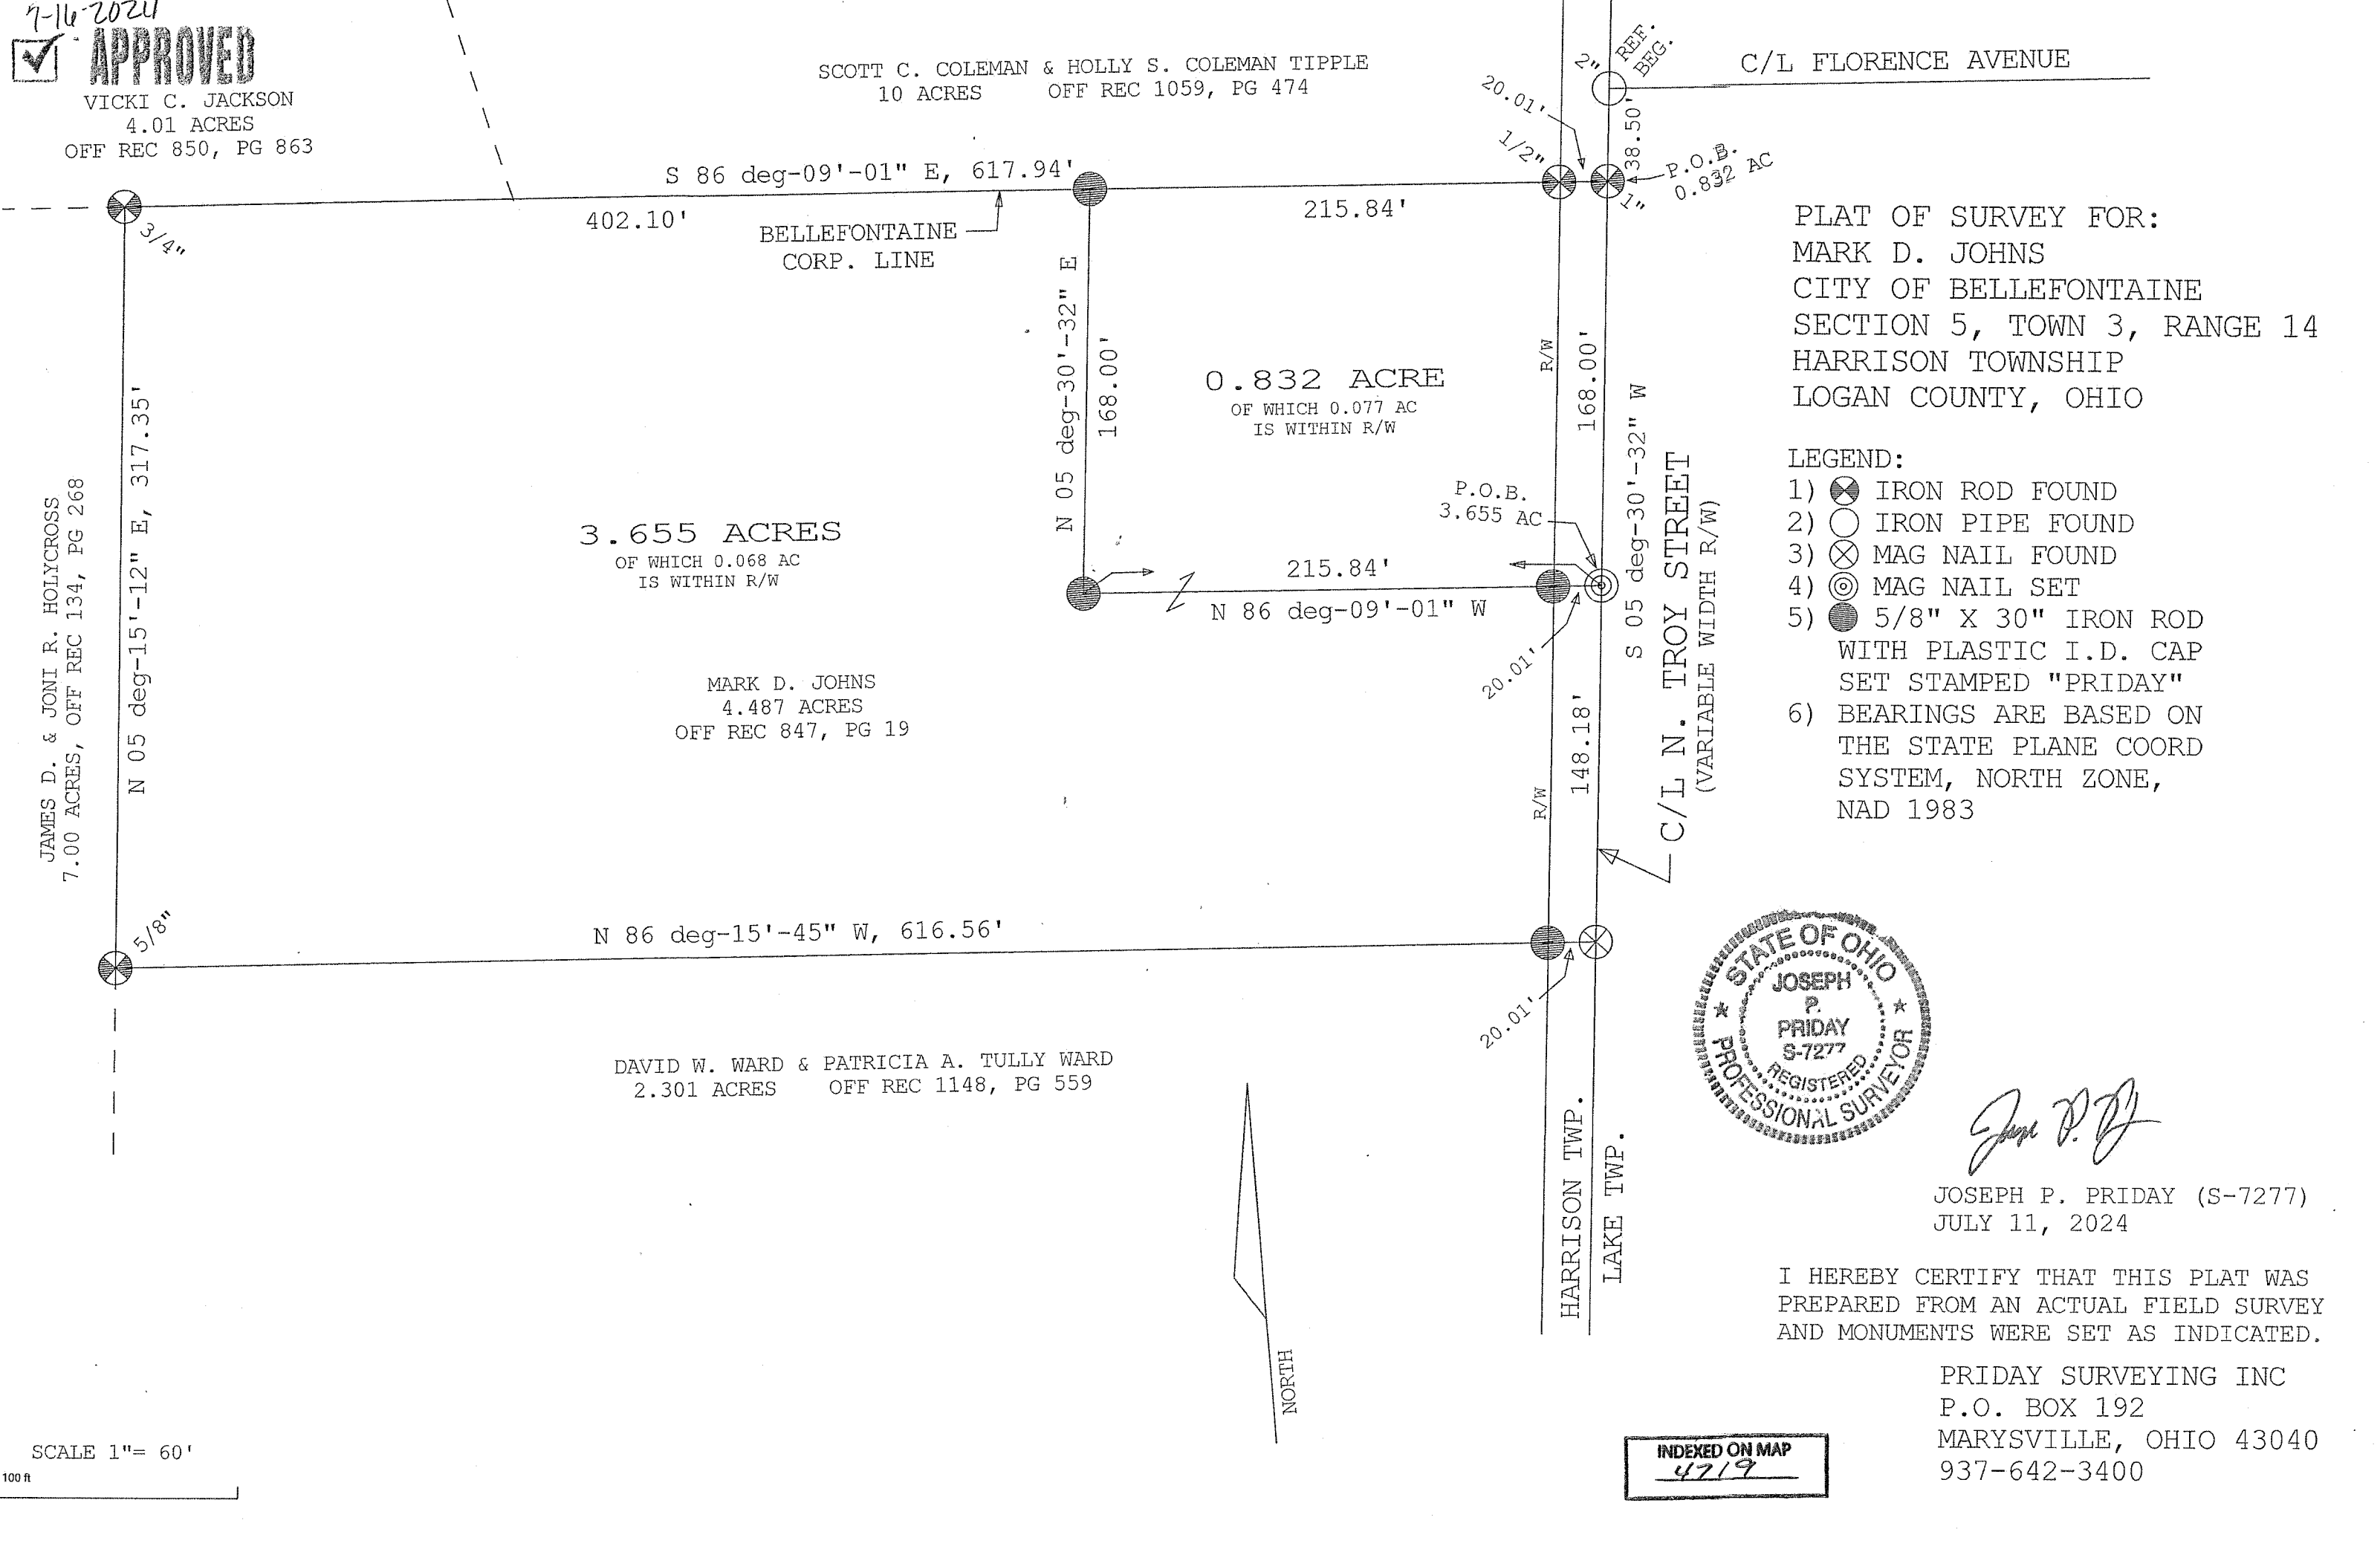 7-16-2024
APPROVED
VICKI C. JACKSON
4.01 ACRES
OFF REC 850, PG 863
SCOTT C. COLEMAN & HOLLY S. COLEMAN TIPPLE
10 ACRES OFF REC 1059, PG 474
2"
REF.
BEG.
C/L FLORENCE AVENUE
20.01'
1/2"
38.50'
P.O.B.
0.832 AC
1"
S 86 deg-09'-01" E, 617.94'
402.10'
215.84'
3/4"
BELLEFONTAINE
CORP. LINE
N 05 deg-30'-32" E
168.00'
0.832 ACRE
OF WHICH 0.077 AC
IS WITHIN R/W
R/W
168.00'
S 05 deg-30'-32" W
C/L N. TROY STREET
(VARIABLE WIDTH R/W)
P.O.B.
3.655 AC
215.84'
N 86 deg-09'-01" W
20.01'
JAMES D. & JONI R. HOLYCROSS
7.00 ACRES, OFF REC 134, PG 268
N 05 deg-15'-12" E, 317.35'
3.655 ACRES
OF WHICH 0.068 AC
IS WITHIN R/W
MARK D. JOHNS
4.487 ACRES
OFF REC 847, PG 19
R/W
148.18'
5/8"
N 86 deg-15'-45" W, 616.56'
20.01'
DAVID W. WARD & PATRICIA A. TULLY WARD
2.301 ACRES OFF REC 1148, PG 559
HARRISON TWP.
LAKE TWP.
NORTH
SCALE 1"= 60'
100 ft
PLAT OF SURVEY FOR:
MARK D. JOHNS
CITY OF BELLEFONTAINE
SECTION 5, TOWN 3, RANGE 14
HARRISON TOWNSHIP
LOGAN COUNTY, OHIO
LEGEND:
1) IRON ROD FOUND
2) IRON PIPE FOUND
3) MAG NAIL FOUND
4) MAG NAIL SET
5) 5/8" X 30" IRON ROD
WITH PLASTIC I.D. CAP
SET STAMPED "PRIDAY"
6) BEARINGS ARE BASED ON
THE STATE PLANE COORD
SYSTEM, NORTH ZONE,
NAD 1983
STATE OF OHIO
JOSEPH
P.
PRIDAY
S-7277
REGISTERED
PROFESSIONAL SURVEYOR
JOSEPH P. PRIDAY (S-7277)
JULY 11, 2024
I HEREBY CERTIFY THAT THIS PLAT WAS
PREPARED FROM AN ACTUAL FIELD SURVEY
AND MONUMENTS WERE SET AS INDICATED.
PRIDAY SURVEYING INC
P.O. BOX 192
MARYSVILLE, OHIO 43040
937-642-3400
INDEXED ON MAP
4719